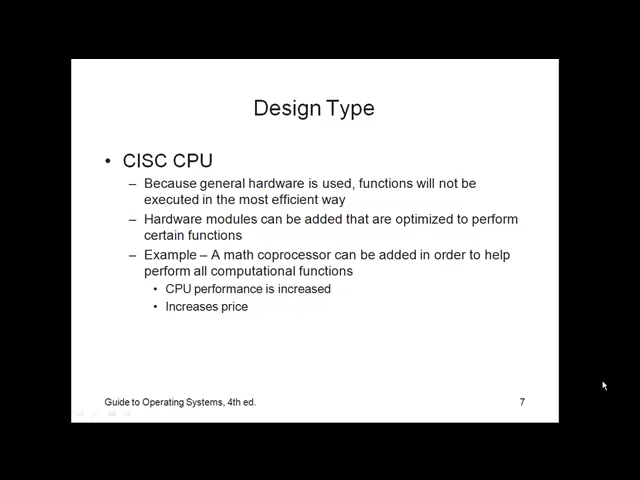 Design Type
• CISC CPU
– Because general hardware is used, functions will not be
executed in the most efficient way
– Hardware modules can be added that are optimized to perform
certain functions
– Example – A math coprocessor can be added in order to help
perform all computational functions
• CPU performance is increased
• Increases price
Guide to Operating Systems, 4th ed.
7